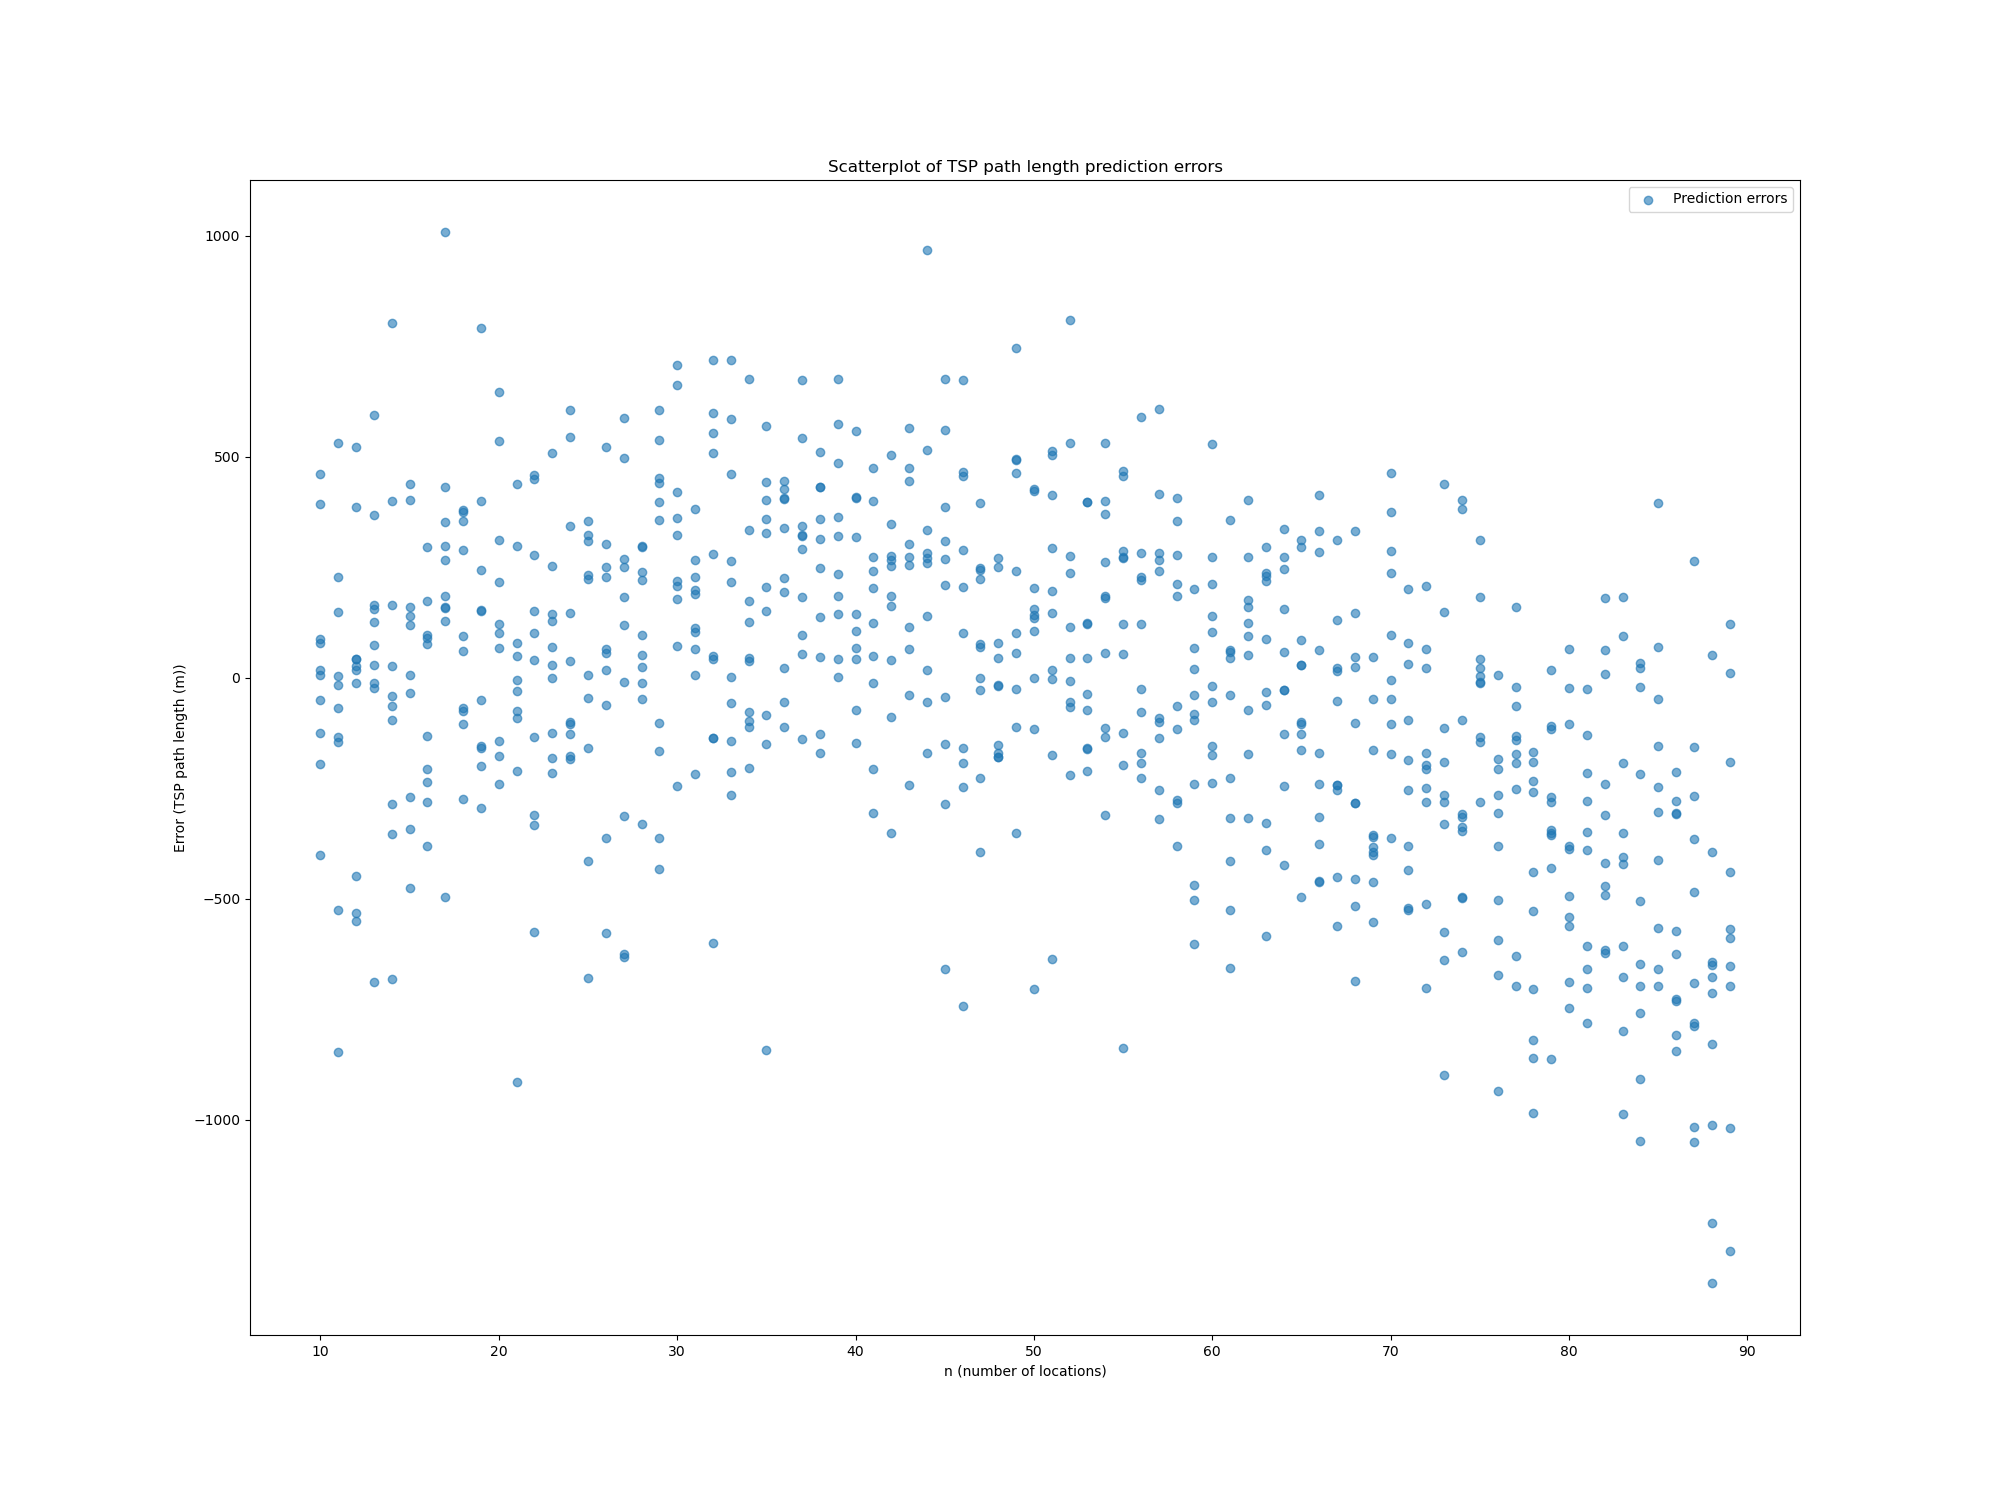 Scatterplot of TSP path length prediction errors
Prediction errors
1000
500
0
−500
−1000
Error (TSP path length (m))
10 20 30 40 50 60 70 80 90
n (number of locations)